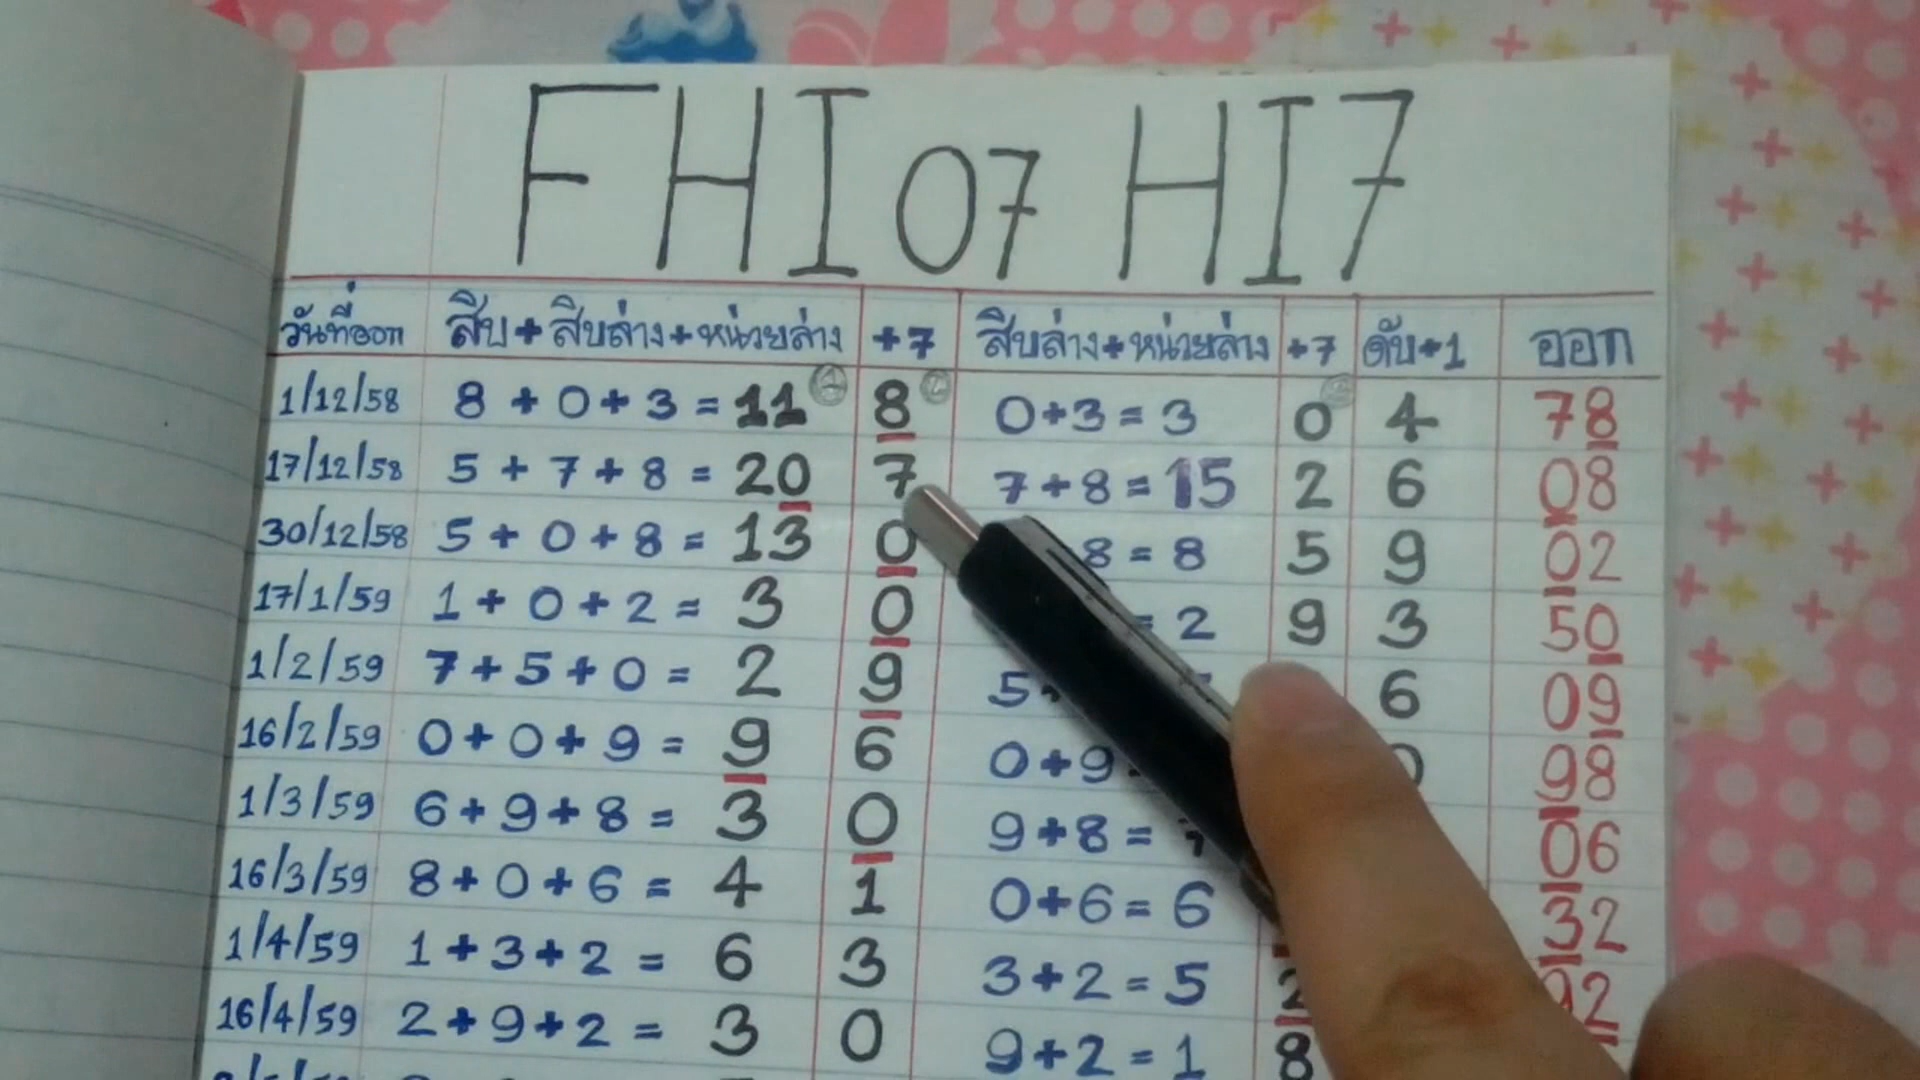 FHI07 HI7
วันที่ออก สิบ+สิบล่าง+หน่วยล่าง +7 สิบล่าง+หน่วยล่าง +7 ดับ+1 ออก
1/12/58 8+0+3=11 8 0+3=3 0 4 78
17/12/58 5+7+8=20 7 7+8=15 2 6 08
30/12/58 5+0+8=13 0 8=8 5 9 02
17/1/59 1+0+2=3 0 =2 9 3 50
1/2/59 7+5+0=2 9 5+ 6 09
16/2/59 0+0+9=9 6 0+9 98
1/3/59 6+9+8=3 0 9+8= 06
16/3/59 8+0+6=4 1 0+6=6 32
1/4/59 1+3+2=6 3 3+2=5 2 92
16/4/59 2+9+2=3 0 9+2=1 8